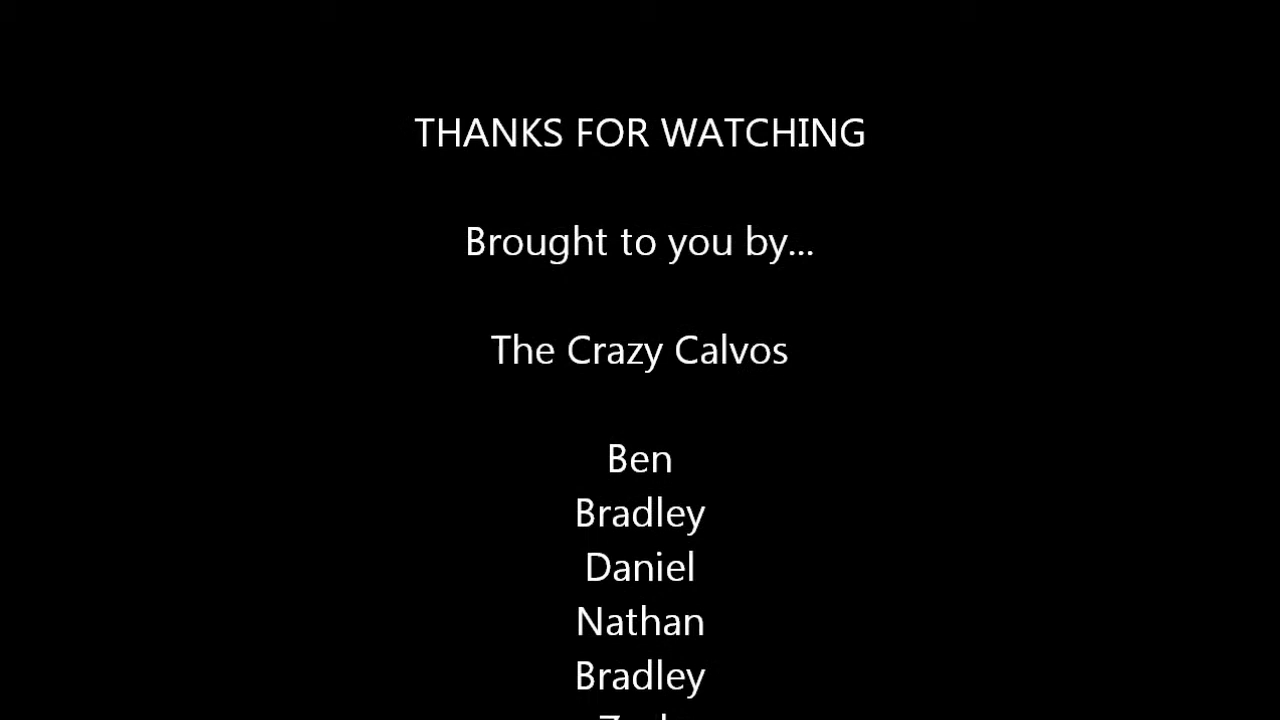 THANKS FOR WATCHING
Brought to you by...
The Crazy Calvos
Ben
Bradley
Daniel
Nathan
Bradley